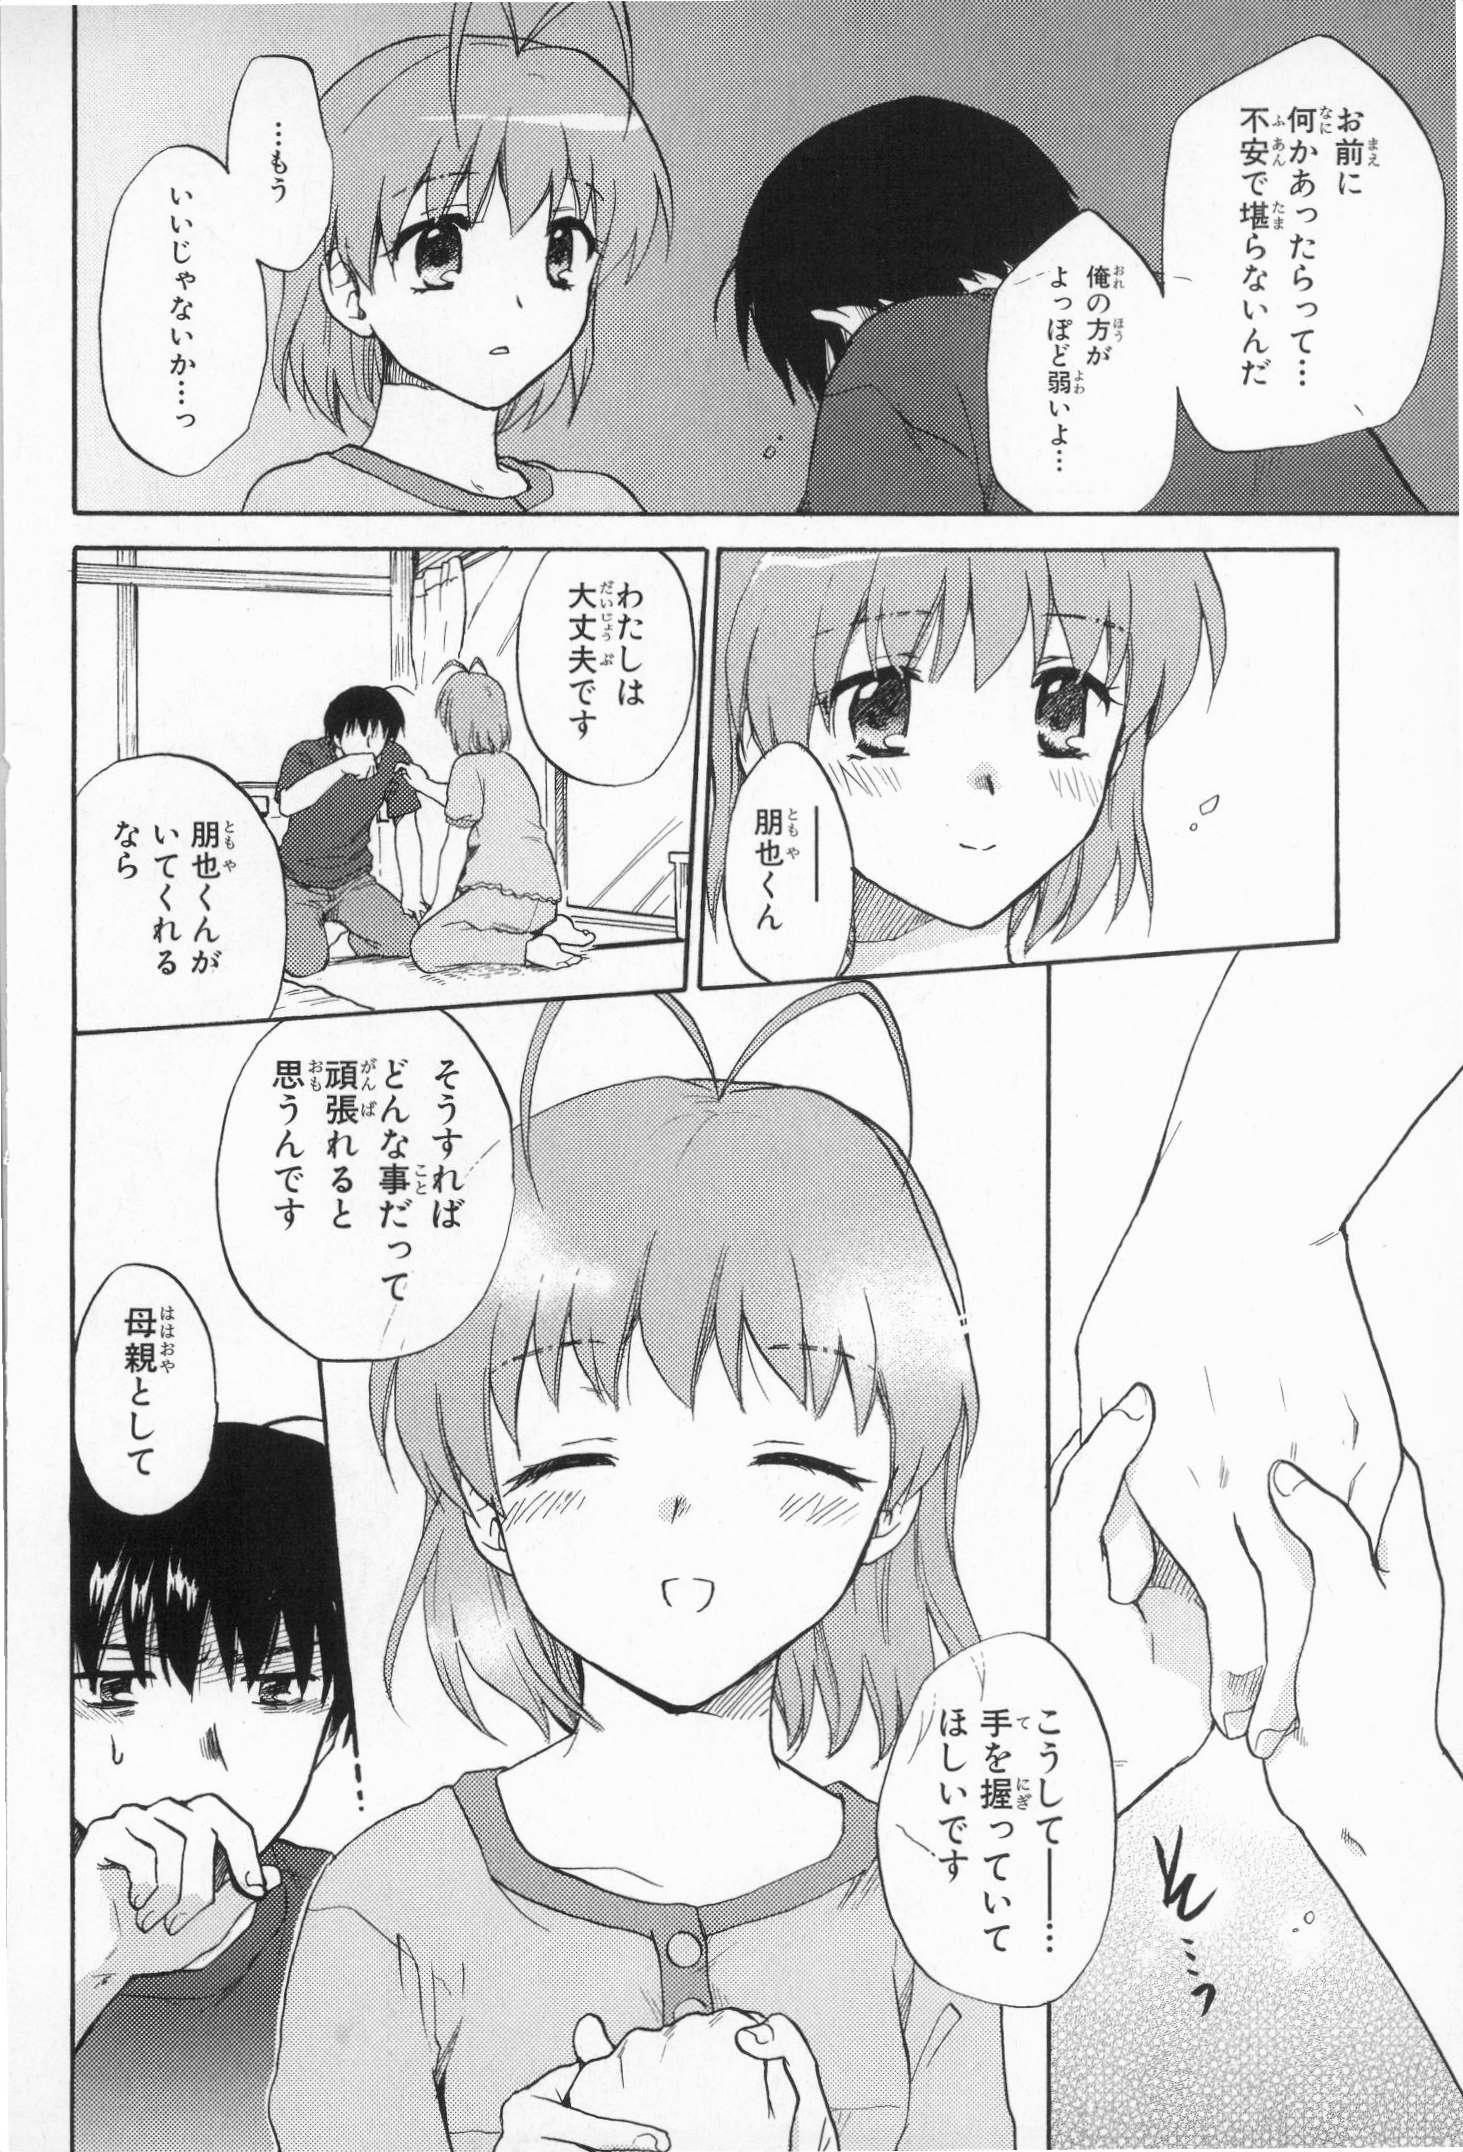 お前に
何かあったらって…
不安で堪らないんだ
俺の方が
よっぽど弱いよ…
…もう
いいじゃないか…っ
――朋也くん
わたしは
大丈夫です
朋也くんが
いてくれる
なら
こうして――…
手を握っていて
ほしいです
そうすれば
どんな事だって
頑張れると
思うんです
母親として